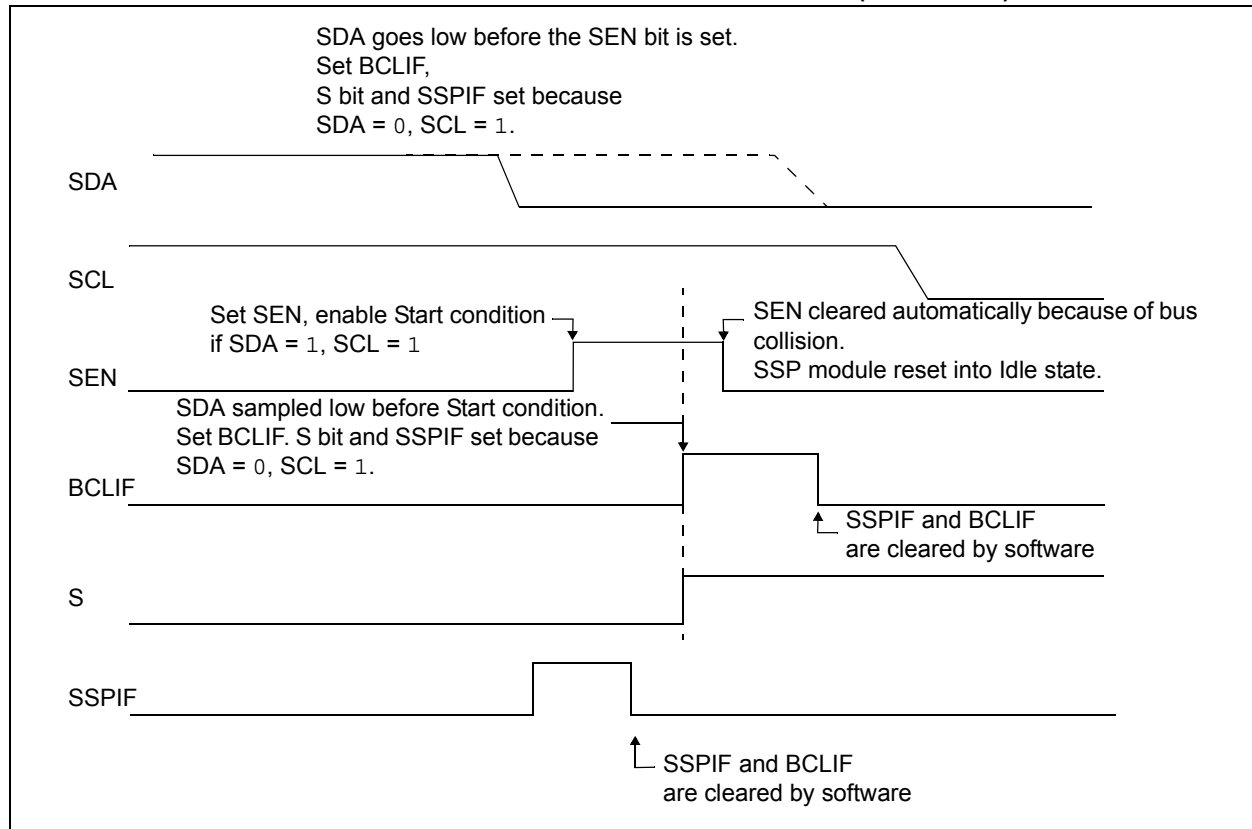 SDA goes low before the SEN bit is set.
Set BCLIF,
S bit and SSPIF set because
SDA = 0, SCL = 1.
SDA
SCL
Set SEN, enable Start condition
if SDA = 1, SCL = 1
SEN cleared automatically because of bus
collision.
SSP module reset into Idle state.
SEN
SDA sampled low before Start condition.
Set BCLIF. S bit and SSPIF set because
SDA = 0, SCL = 1.
BCLIF
SSPIF and BCLIF
are cleared by software
S
SSPIF
SSPIF and BCLIF
are cleared by software